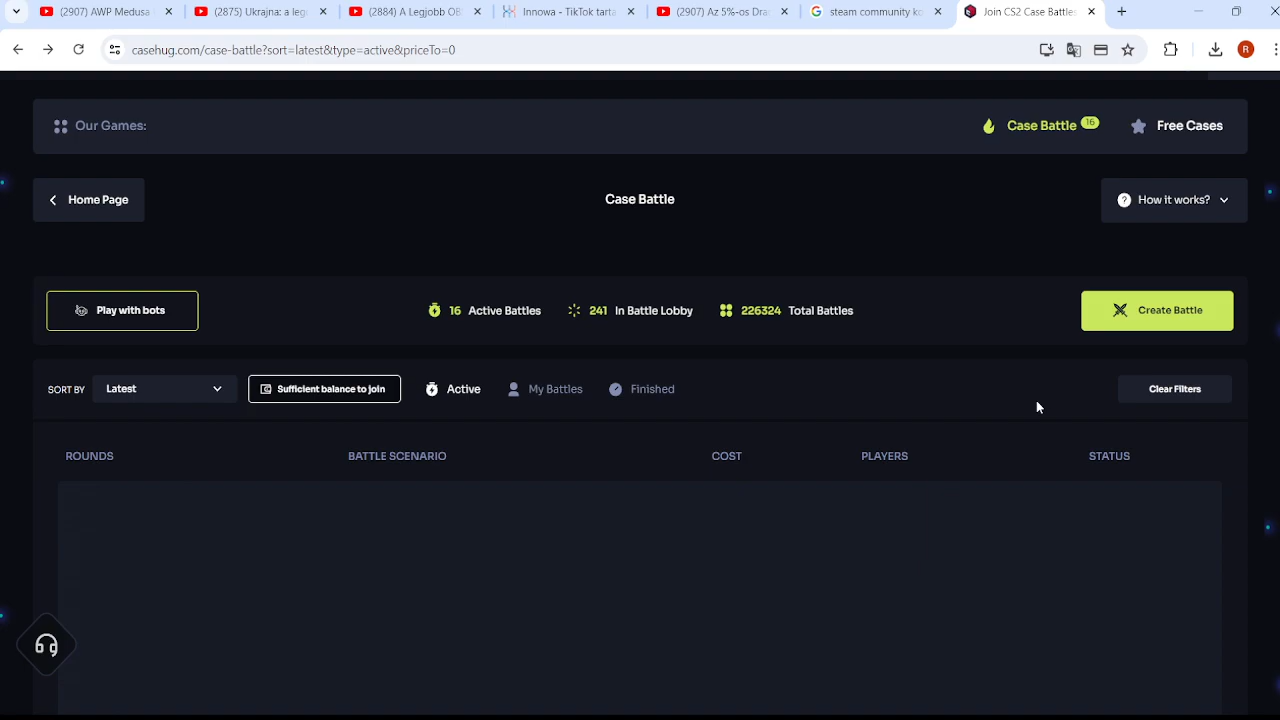 (2907) AWP Medusa
(2875) Ukrajna: a leg
(2884) A Legjobb OB
Innowa - TikTok tarta
(2907) Az 5%-os Dra
steam community ko
Join CS2 Case Battles
casehug.com/case-battle?sort=latest&type=active&priceTo=0
R
Our Games:
Case Battle 16
Free Cases
Home Page
Case Battle
How it works?
Play with bots
16 Active Battles
241 In Battle Lobby
226324 Total Battles
Create Battle
SORT BY
Latest
Sufficient balance to join
Active
My Battles
Finished
Clear Filters
ROUNDS
BATTLE SCENARIO
COST
PLAYERS
STATUS